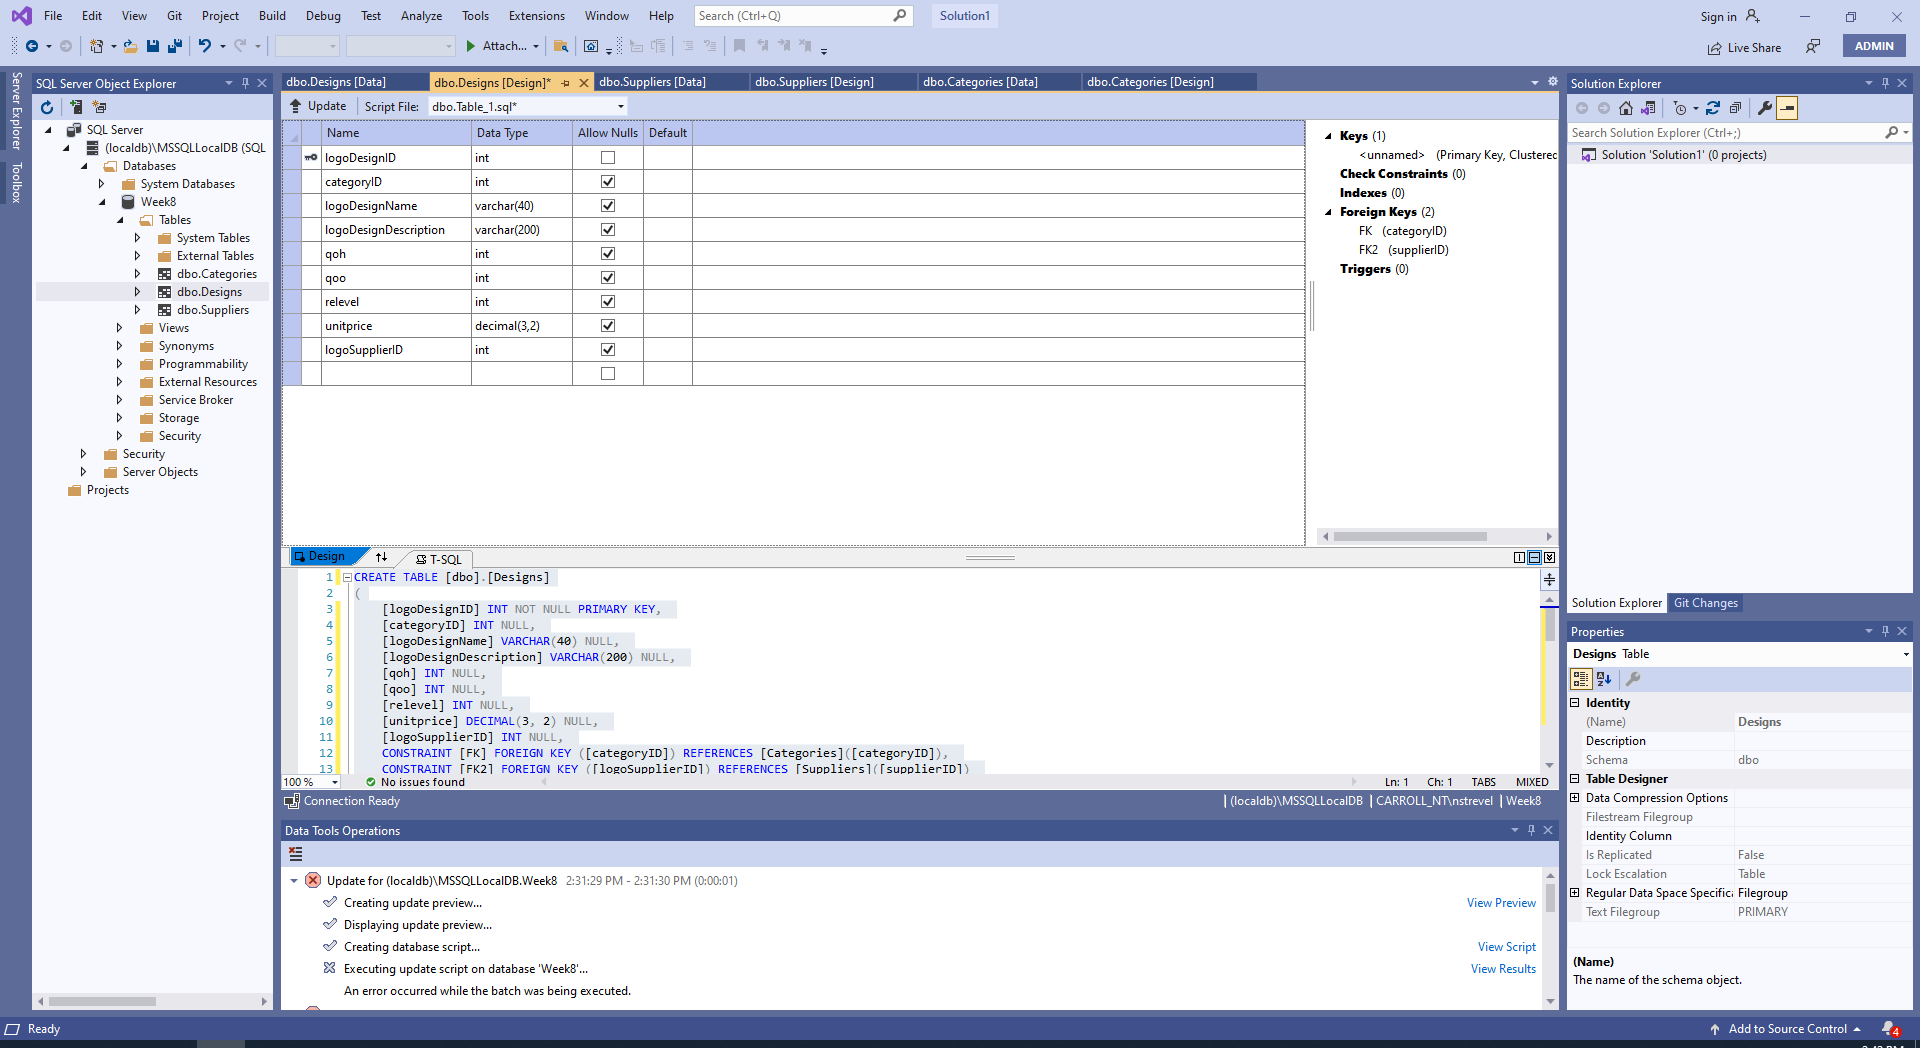 File Edit View Git Project Build Debug Test Analyze Tools Extensions Window Help Search (Ctrl+Q) Solution1 Sign in
Attach... Live Share ADMIN
Server Explorer
Toolbox
SQL Server Object Explorer
SQL Server
(localdb)\MSSQLLocalDB (SQL
Databases
System Databases
Week8
Tables
System Tables
External Tables
dbo.Categories
dbo.Designs
dbo.Suppliers
Views
Synonyms
Programmability
External Resources
Service Broker
Storage
Security
Security
Server Objects
Projects
dbo.Designs [Data] dbo.Designs [Design]* dbo.Suppliers [Data] dbo.Suppliers [Design] dbo.Categories [Data] dbo.Categories [Design]
Update Script File: dbo.Table_1.sql*
Name Data Type Allow Nulls Default
logoDesignID int
categoryID int
logoDesignName varchar(40)
logoDesignDescription varchar(200)
qoh int
qoo int
relevel int
unitprice decimal(3,2)
logoSupplierID int
Keys (1)
<unnamed> (Primary Key, Clustered
Check Constraints (0)
Indexes (0)
Foreign Keys (2)
FK (categoryID)
FK2 (supplierID)
Triggers (0)
Design T-SQL
1 CREATE TABLE [dbo].[Designs]
2 (
3 [logoDesignID] INT NOT NULL PRIMARY KEY,
4 [categoryID] INT NULL,
5 [logoDesignName] VARCHAR(40) NULL,
6 [logoDesignDescription] VARCHAR(200) NULL,
7 [qoh] INT NULL,
8 [qoo] INT NULL,
9 [relevel] INT NULL,
10 [unitprice] DECIMAL(3, 2) NULL,
11 [logoSupplierID] INT NULL,
12 CONSTRAINT [FK] FOREIGN KEY ([categoryID]) REFERENCES [Categories]([categoryID]),
13 CONSTRAINT [FK2] FOREIGN KEY ([logoSupplierID]) REFERENCES [Suppliers]([supplierID])
100 % No issues found Ln: 1 Ch: 1 TABS MIXED
Connection Ready (localdb)\MSSQLLocalDB CARROLL_NT\nstrevel Week8
Data Tools Operations
Update for (localdb)\MSSQLLocalDB.Week8 2:31:29 PM - 2:31:30 PM (0:00:01)
Creating update preview... View Preview
Displaying update preview...
Creating database script... View Script
Executing update script on database 'Week8'... View Results
An error occurred while the batch was being executed.
Solution Explorer
Search Solution Explorer (Ctrl+;)
Solution 'Solution1' (0 projects)
Solution Explorer Git Changes
Properties
Designs Table
Identity
(Name) Designs
Description
Schema dbo
Table Designer
Data Compression Options
Filestream Filegroup
Identity Column
Is Replicated False
Lock Escalation Table
Regular Data Space Specifica Filegroup
Text Filegroup PRIMARY
(Name)
The name of the schema object.
Ready Add to Source Control 4